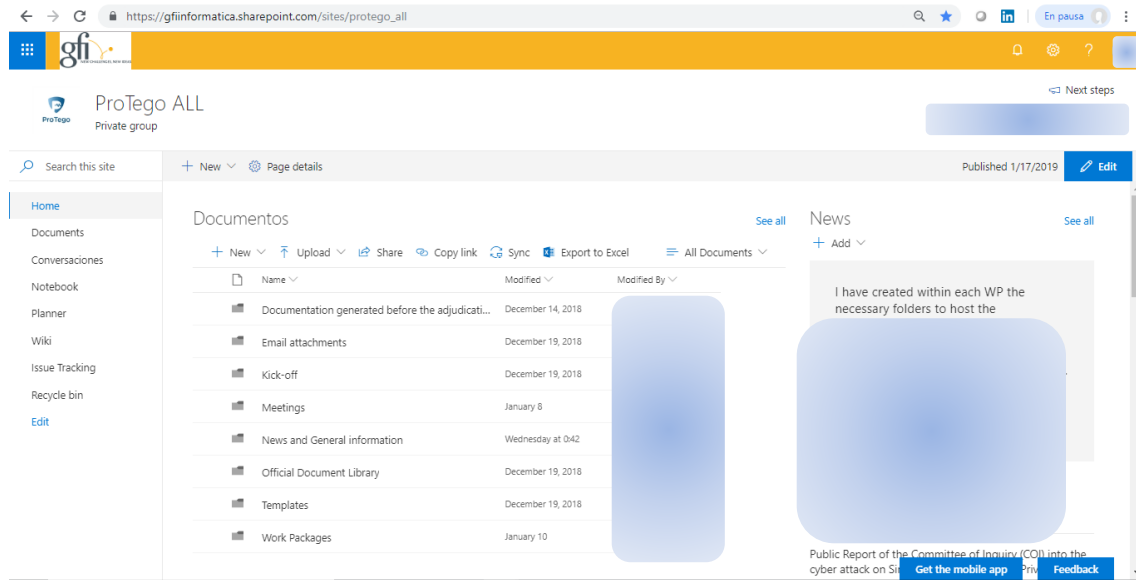 https://gfiinformatica.sharepoint.com/sites/protego_all
En pausa
gfi
?
Next steps
ProTego
ProTego ALL
Private group
Search this site
New
Page details
Published 1/17/2019
Edit
Home
Documents
Conversaciones
Notebook
Planner
Wiki
Issue Tracking
Recycle bin
Edit
Documentos
See all
New
Upload
Share
Copy link
Sync
Export to Excel
All Documents
Name
Modified
Modified By
Documentation generated before the adjudicati... December 14, 2018
Email attachments December 19, 2018
Kick-off December 19, 2018
Meetings January 8
News and General information Wednesday at 0:42
Official Document Library December 19, 2018
Templates December 19, 2018
Work Packages January 10
News
See all
Add
I have created within each WP the
necessary folders to host the
Public Report of the Committee of Inquiry (COI) into the
cyber attack on
Get the mobile app
Feedback